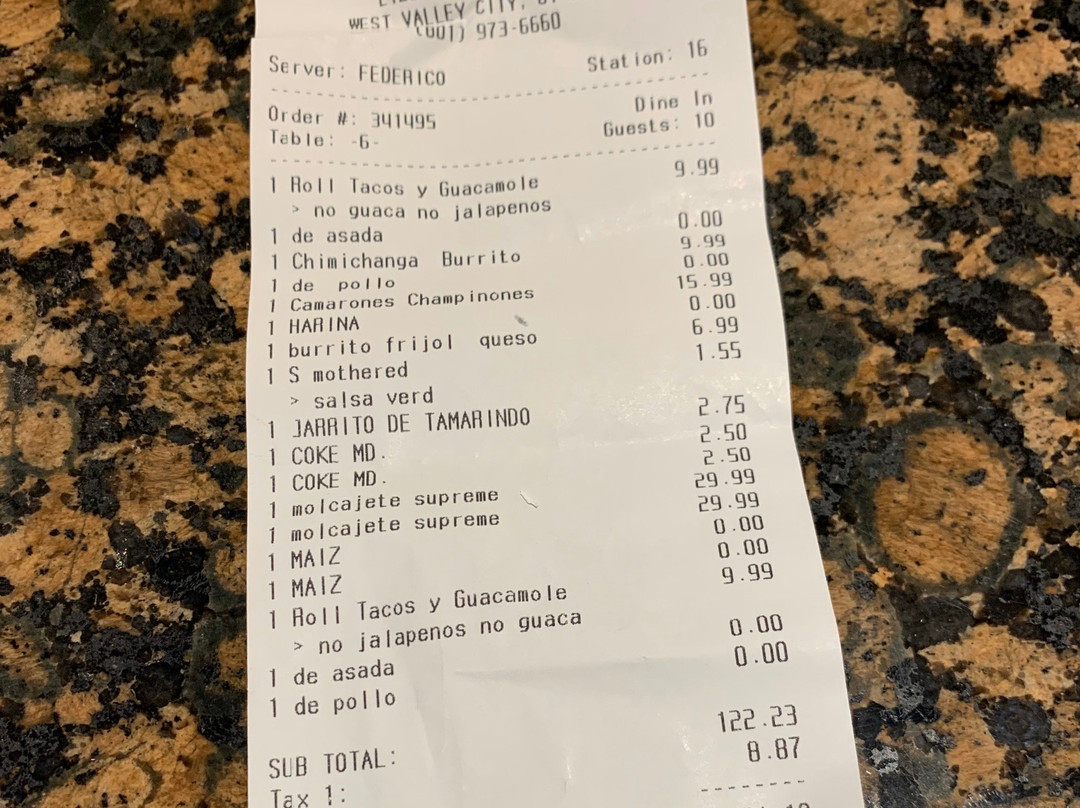 WEST VALLEY CITY,
(001) 973-6660
Server: FEDERICO Station: 16
Order #: 341495 Dine In
Table: -6- Guests: 10
1 Roll Tacos y Guacamole 9.99
> no guaca no jalapenos
1 de asada 0.00
1 Chimichanga Burrito 9.99
1 de pollo 0.00
1 Camarones Champinones 15.99
1 HARINA 0.00
1 burrito frijol queso 6.99
1 S mothered 1.55
> salsa verd
1 JARRITO DE TAMARINDO 2.75
1 COKE MD. 2.50
1 COKE MD. 2.50
1 molcajete supreme 29.99
1 molcajete supreme 29.99
1 MAIZ 0.00
1 MAIZ 0.00
1 Roll Tacos y Guacamole 9.99
> no jalapenos no guaca
1 de asada 0.00
1 de pollo 0.00
SUB TOTAL: 122.23
Tax 1: 8.87